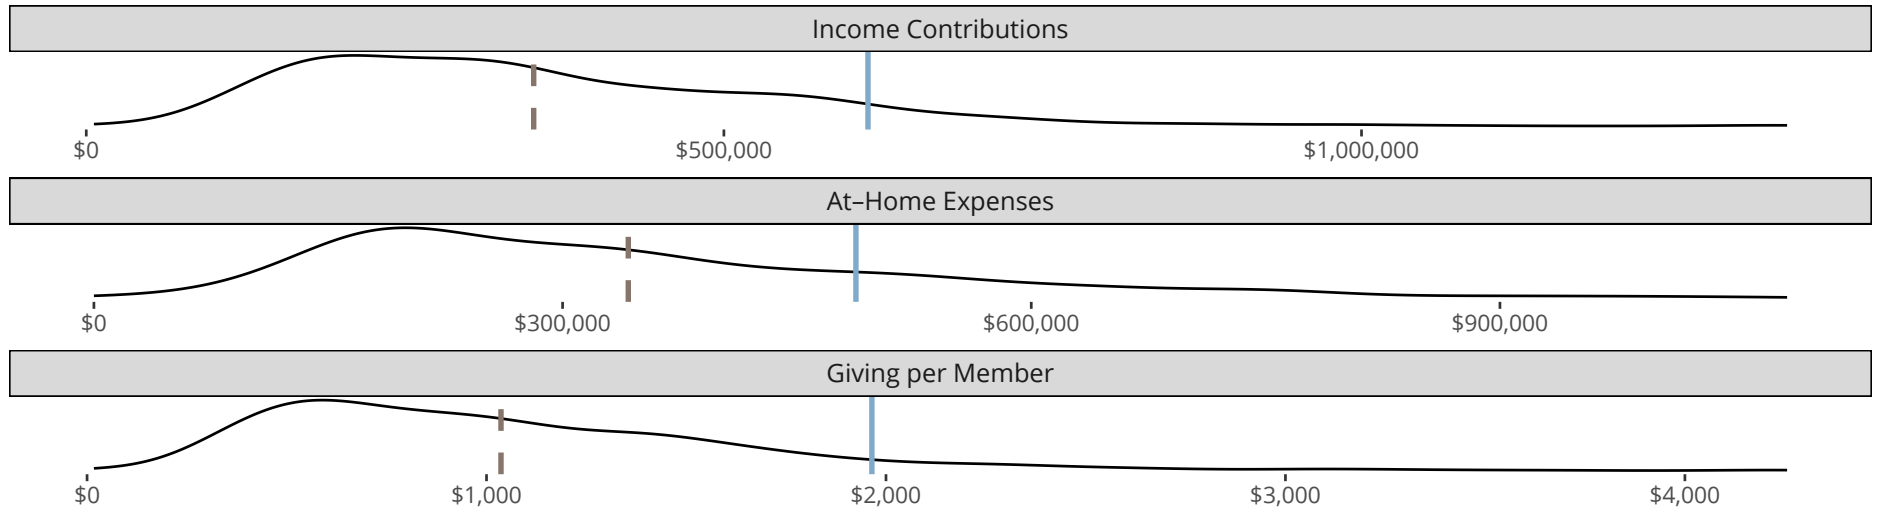 Income Contributions
$0 $500,000 $1,000,000
At–Home Expenses
$0 $300,000 $600,000 $900,000
Giving per Member
$0 $1,000 $2,000 $3,000 $4,000